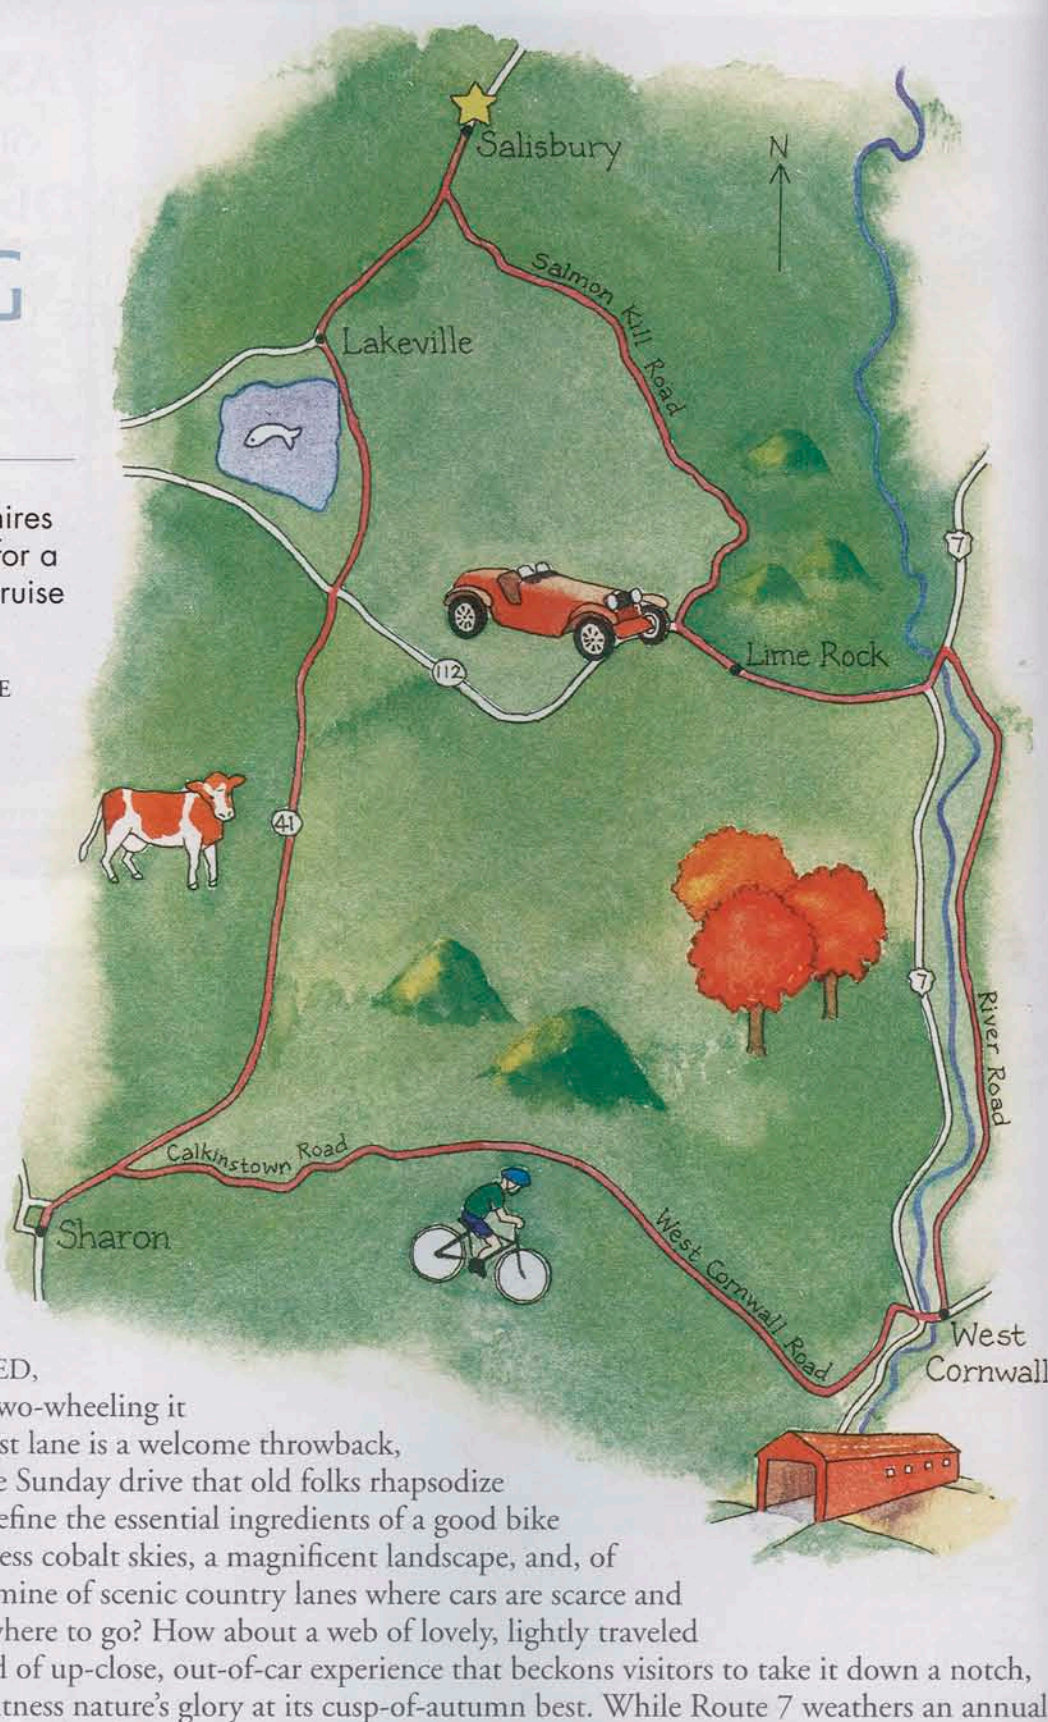 Salisbury
N
G
Salmon Kill Road
Lakeville
7
ruise
or a
Lime Rock
112
E
41
7
River Road
Calkinstown Road
Sharon
West Cornwall Road
West
Cornwall
ED,
wo-wheeling it
st lane is a welcome throwback,
e Sunday drive that old folks rhapsodize
efine the essential ingredients of a good bike
ess cobalt skies, a magnificent landscape, and, of
mine of scenic country lanes where cars are scarce and
where to go? How about a web of lovely, lightly traveled
d of up-close, out-of-car experience that beckons visitors to take it down a notch,
tness nature's glory at its cusp-of-autumn best. While Route 7 weathers an annual